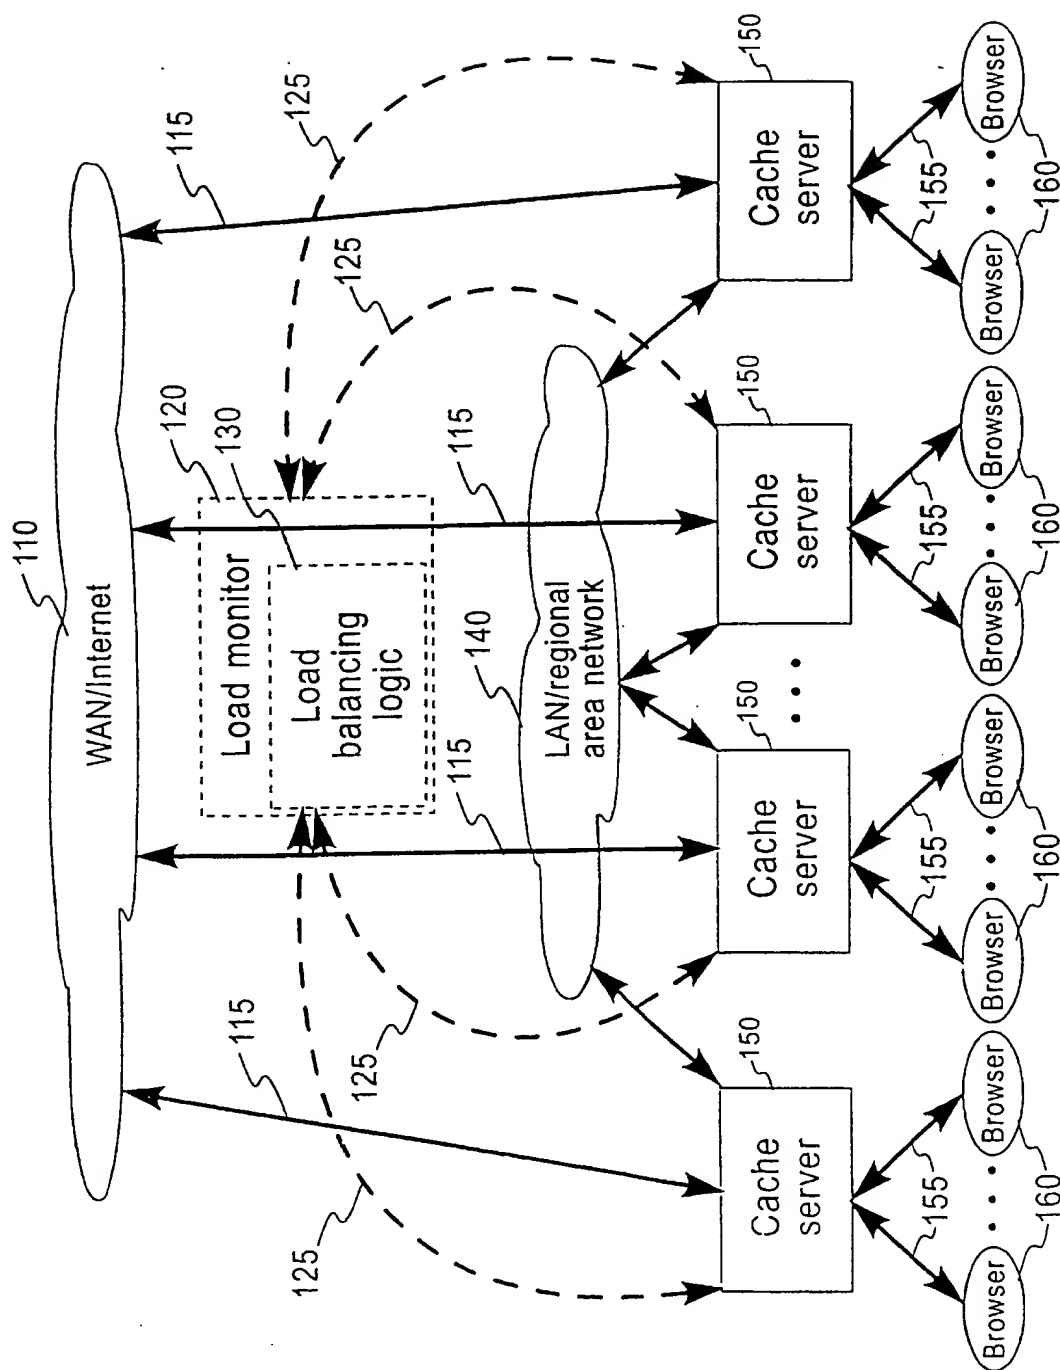 110
WAN/Internet
115
115
120
130
125
Load monitor
Load
balancing
logic
125
125
125
115
115
140
LAN/regional
area network
150
150
150
150
Cache
server
Cache
server
• • •
Cache
server
Cache
server
155
155
155
155
Browser • • • Browser
Browser • • • Browser
Browser • • • Browser
Browser • • • Browser
160
160
160
160